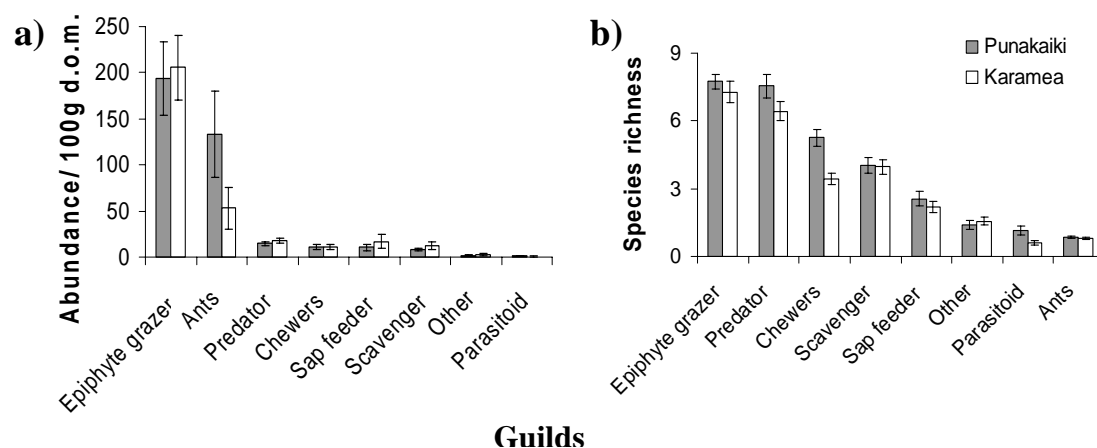 a)
Abundance/ 100g d.o.m.
250
200
150
100
50
0
Epiphyte grazer
Ants
Predator
Chewers
Sap feeder
Scavenger
Other
Parasitoid
b)
Species richness
9
6
3
0
Punakaiki
Karamea
Epiphyte grazer
Predator
Chewers
Scavenger
Sap feeder
Other
Parasitoid
Ants
Guilds